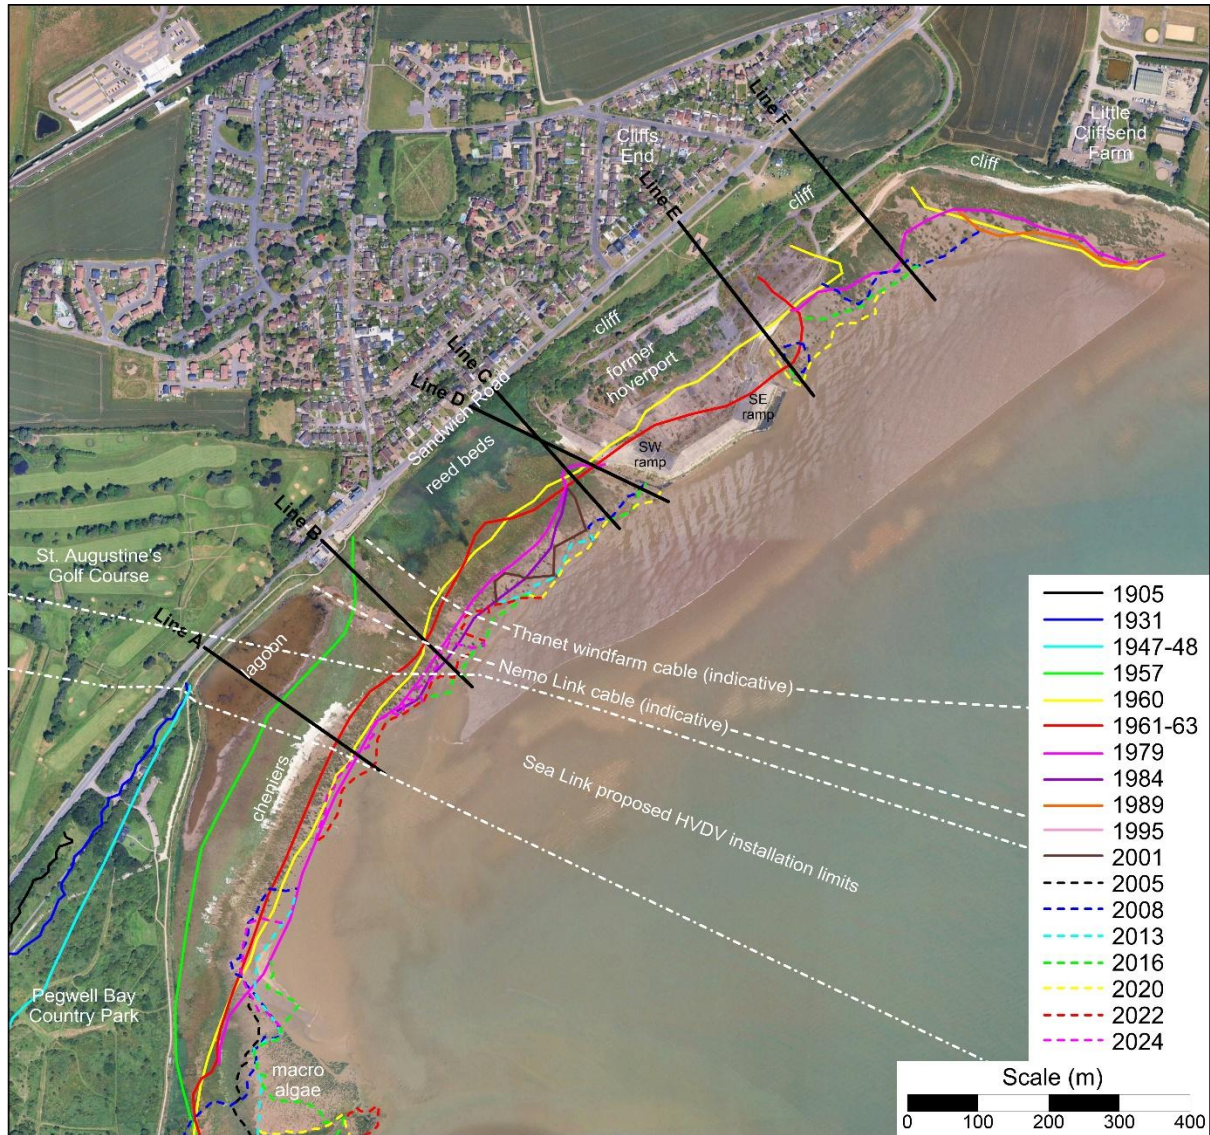 Line F
Little
Cliffsend
Farm
Cliffs
End
cliff
Line E
cliff
cliff
former
hoverport
Line C
Line D
Sandwich Road
SE
ramp
SW
ramp
reed beds
Line B
St. Augustine's
Golf Course
Line A
lagoon
Thanet windfarm cable (indicative)
Nemo Link cable (indicative)
Sea Link proposed HVDV installation limits
cheniers
Pegwell Bay
Country Park
macro
algae
1905
1931
1947-48
1957
1960
1961-63
1979
1984
1989
1995
2001
2005
2008
2013
2016
2020
2022
2024
Scale (m)
0 100 200 300 400